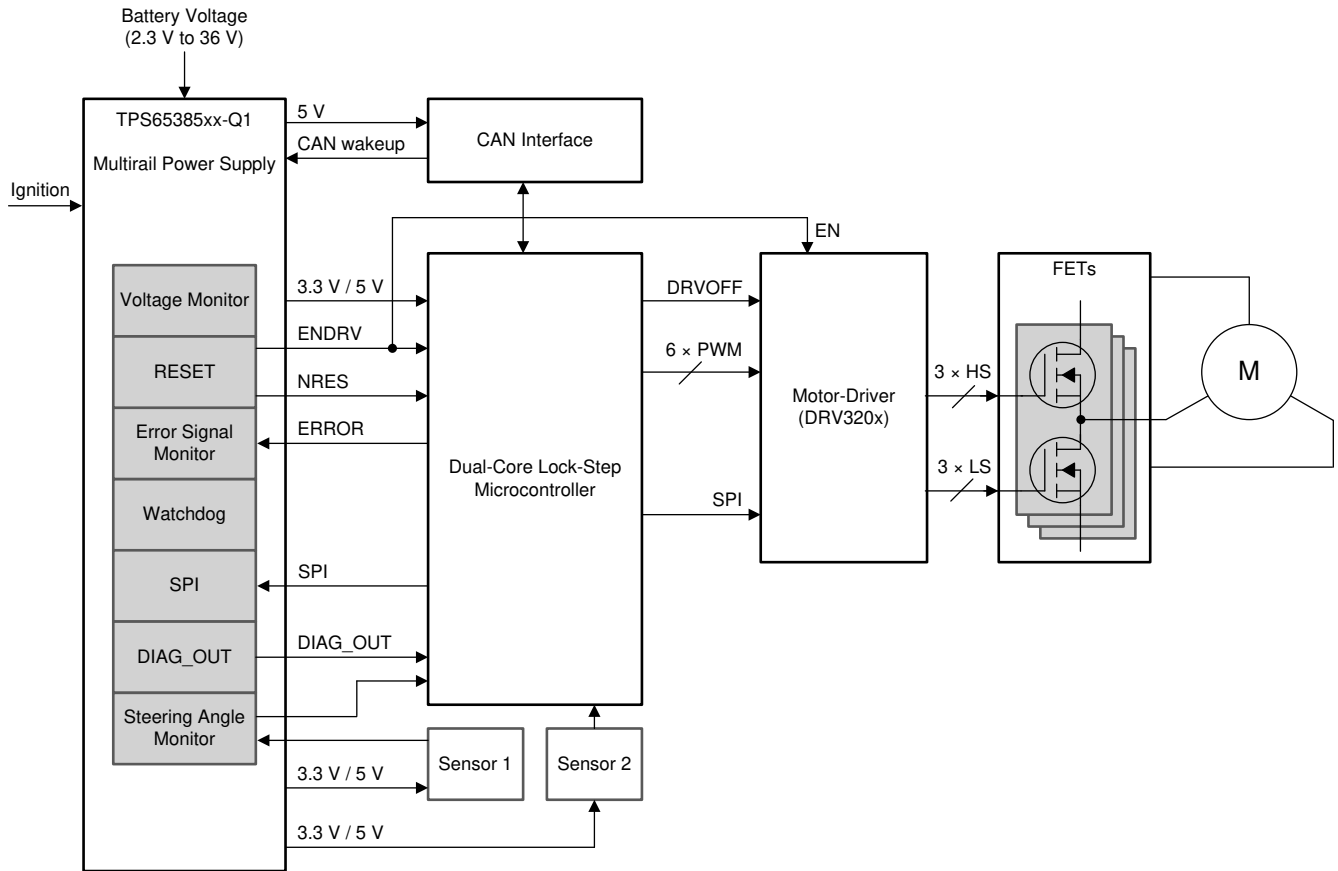 Battery Voltage
(2.3 V to 36 V)
TPS65385xx-Q1
Multirail Power Supply
Ignition
5 V
CAN wakeup
CAN Interface
EN
Voltage Monitor
RESET
Error Signal
Monitor
Watchdog
SPI
DIAG_OUT
Steering Angle
Monitor
3.3 V / 5 V
ENDRV
NRES
ERROR
SPI
DIAG_OUT
3.3 V / 5 V
3.3 V / 5 V
Dual-Core Lock-Step
Microcontroller
Sensor 1
Sensor 2
DRVOFF
6 × PWM
SPI
Motor-Driver
(DRV320x)
3 × HS
3 × LS
FETs
M